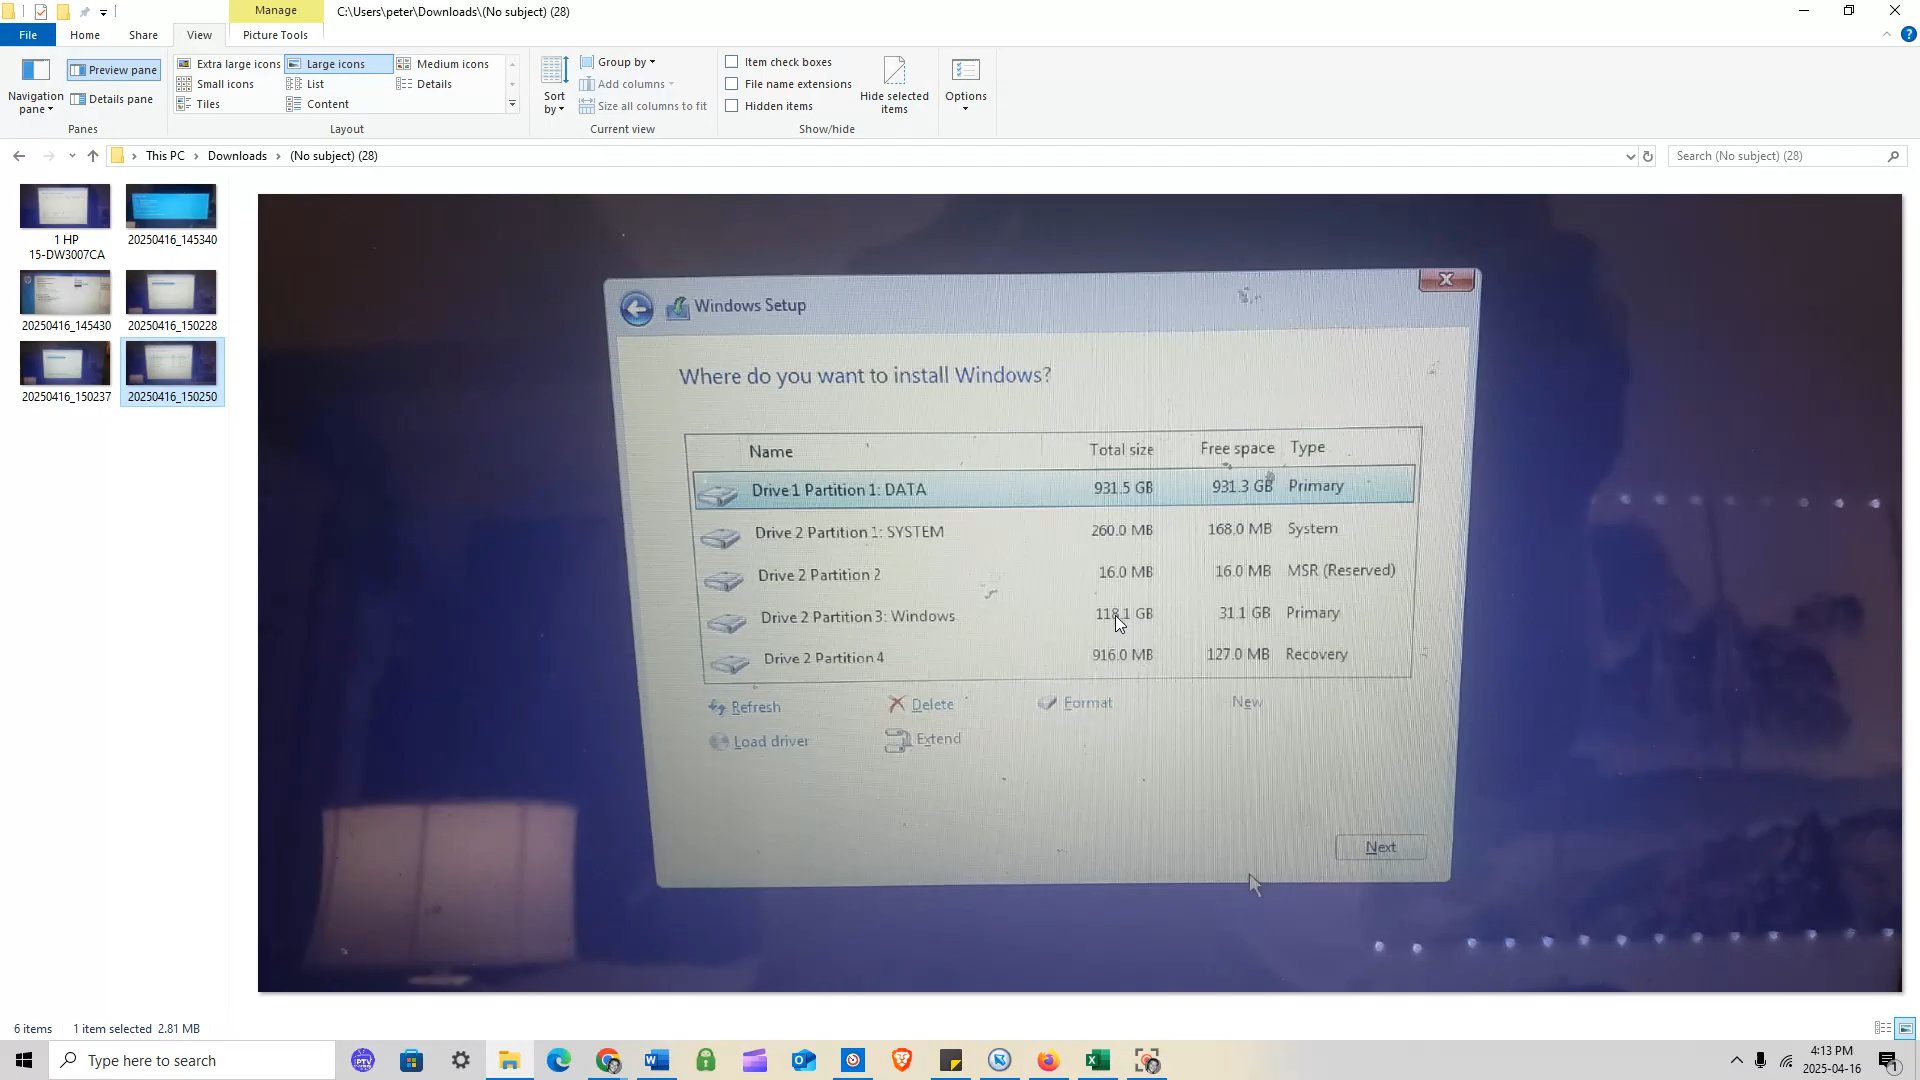 Manage
C:\Users\peter\Downloads\(No subject) (28)
File
Home
Share
View
Picture Tools
Navigation pane
Preview pane
Details pane
Panes
Extra large icons
Large icons
Medium icons
Small icons
List
Details
Tiles
Content
Layout
Sort by
Group by
Add columns
Size all columns to fit
Current view
Item check boxes
File name extensions
Hidden items
Hide selected items
Show/hide
Options
This PC > Downloads > (No subject) (28)
Search (No subject) (28)
1 HP
15-DW3007CA
20250416_145340
20250416_145430
20250416_150228
20250416_150237
20250416_150250
Windows Setup
Where do you want to install Windows?
Name Total size Free space Type
Drive1 Partition 1: DATA 931.5 GB 931.3 GB Primary
Drive 2 Partition 1: SYSTEM 260.0 MB 168.0 MB System
Drive 2 Partition 2 16.0 MB 16.0 MB MSR (Reserved)
Drive 2 Partition 3: Windows 118.1 GB 31.1 GB Primary
Drive 2 Partition 4 916.0 MB 127.0 MB Recovery
Refresh Delete Format New
Load driver Extend
Next
6 items 1 item selected 2.81 MB
Type here to search
IPTV
4:13 PM
2025-04-16
1